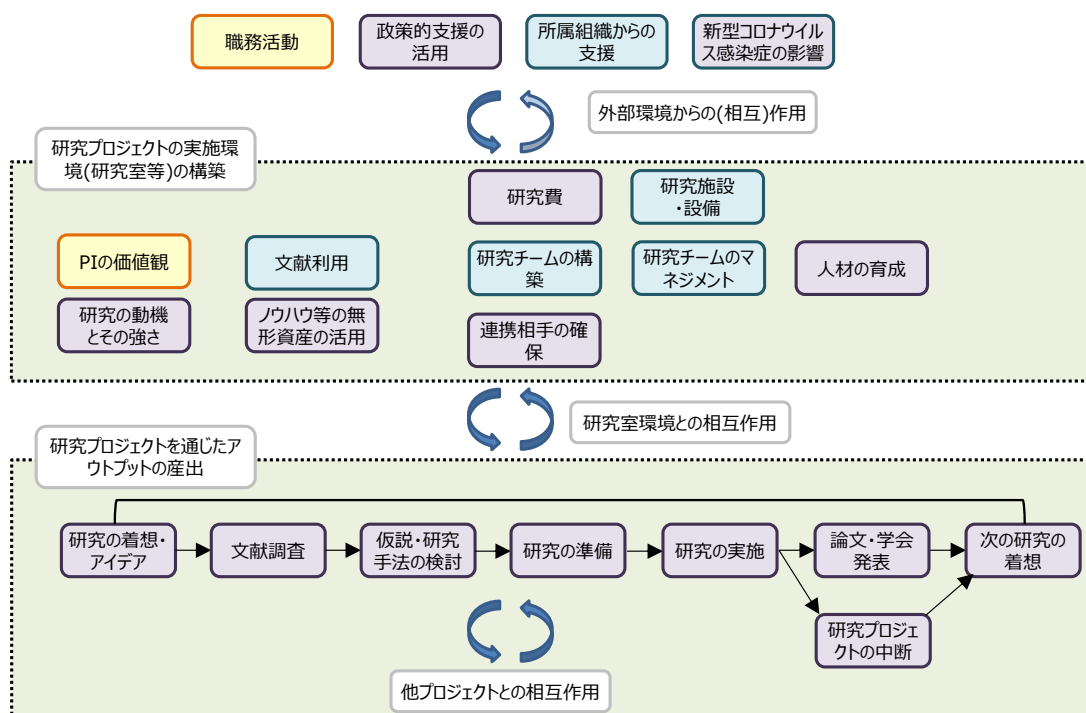 職務活動
政策的支援の
活用
所属組織からの
支援
新型コロナウイル
ス感染症の影響
外部環境からの(相互)作用
研究プロジェクトの実施環
境(研究室等)の構築
研究費
研究施設
・設備
PIの価値観
文献利用
研究チームの構
築
研究チームのマ
ネジメント
人材の育成
研究の動機
とその強さ
ノウハウ等の無
形資産の活用
連携相手の確
保
研究室環境との相互作用
研究プロジェクトを通じたア
ウトプットの産出
研究の着想・
アイデア
文献調査
仮説・研究
手法の検討
研究の準備
研究の実施
論文・学会
発表
次の研究の
着想
研究プロジェ
クトの中断
他プロジェクトとの相互作用